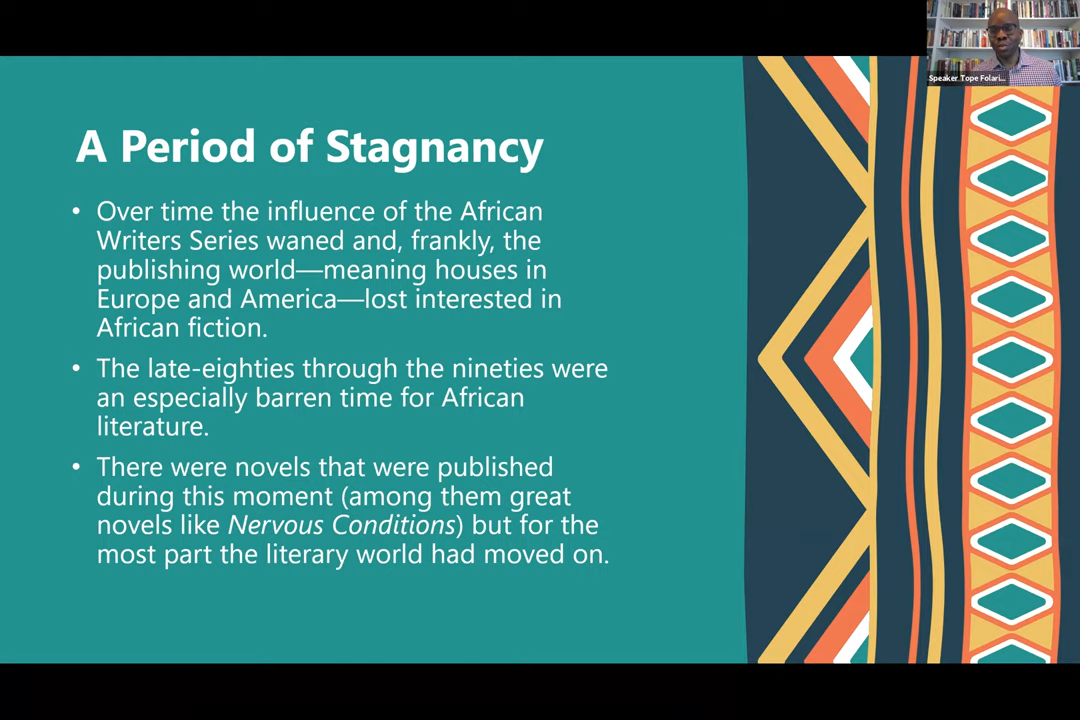 Speaker Tope Folari...
A Period of Stagnancy
• Over time the influence of the African
Writers Series waned and, frankly, the
publishing world—meaning houses in
Europe and America—lost interested in
African fiction.
• The late-eighties through the nineties were
an especially barren time for African
literature.
• There were novels that were published
during this moment (among them great
novels like Nervous Conditions) but for the
most part the literary world had moved on.